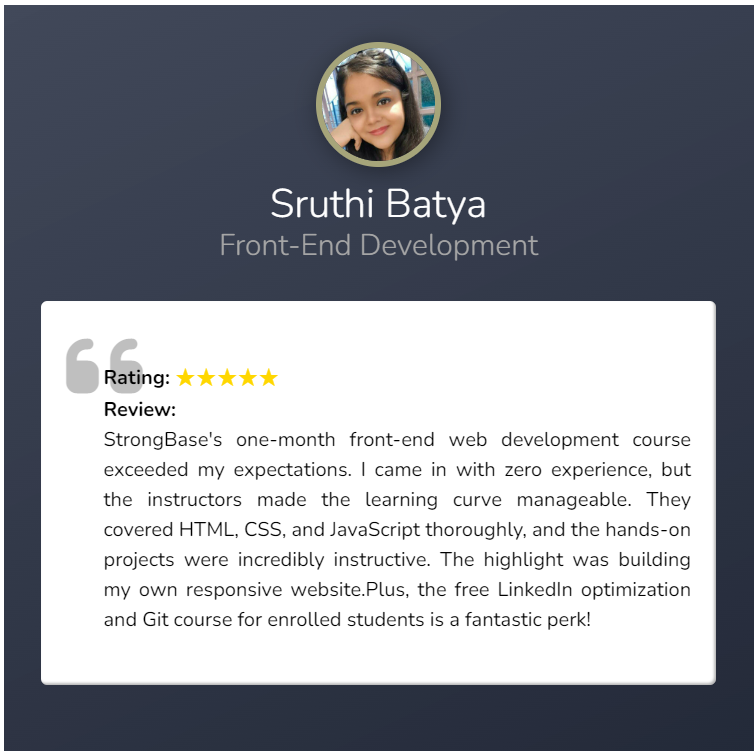 Sruthi Batya
Front-End Development
Rating: ★★★★★
Review:
StrongBase's one-month front-end web development course
exceeded my expectations. I came in with zero experience, but
the instructors made the learning curve manageable. They
covered HTML, CSS, and JavaScript thoroughly, and the hands-on
projects were incredibly instructive. The highlight was building
my own responsive website.Plus, the free LinkedIn optimization
and Git course for enrolled students is a fantastic perk!